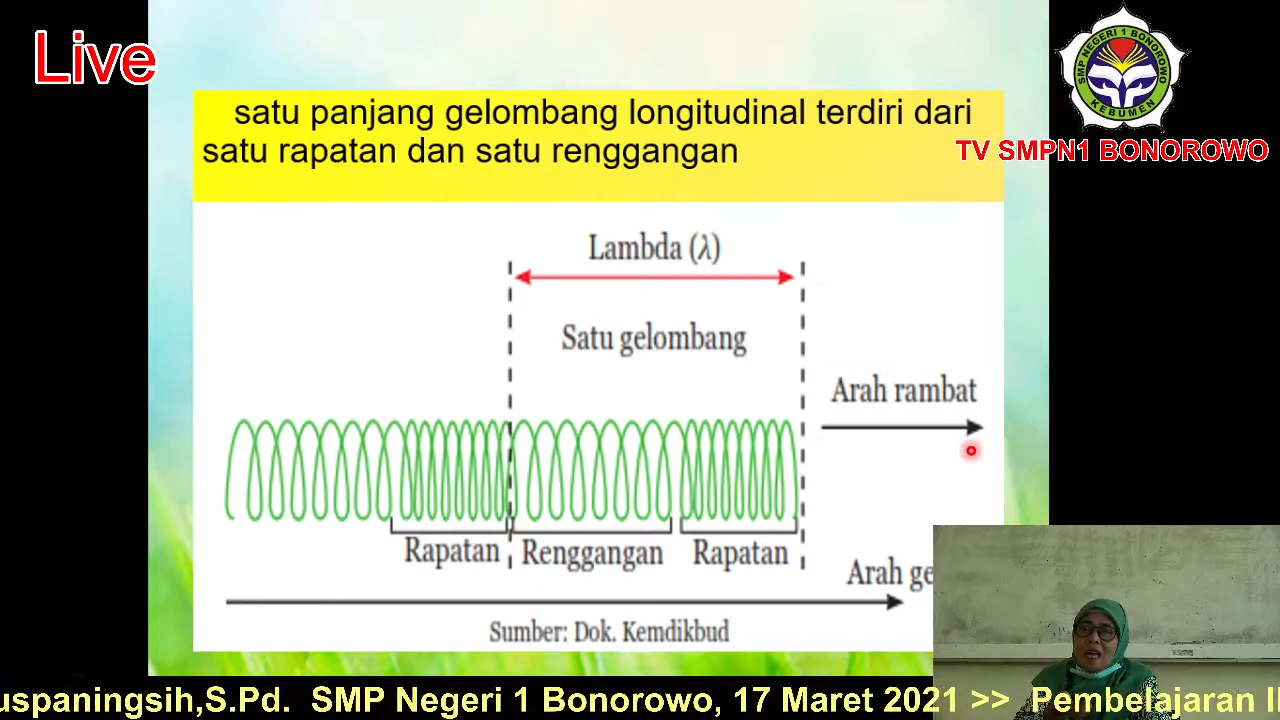 Live
SMP NEGERI 1 BONOROWO
KEBUMEN
TV SMPN1 BONOROWO
satu panjang gelombang longitudinal terdiri dari
satu rapatan dan satu renggangan
Lambda (λ)
Satu gelombang
Arah rambat
Rapatan
Renggangan
Rapatan
Arah ge
Sumber: Dok. Kemdikbud
uspaningsih,S.Pd. SMP Negeri 1 Bonorowo, 17 Maret 2021 >> Pembelajaran I